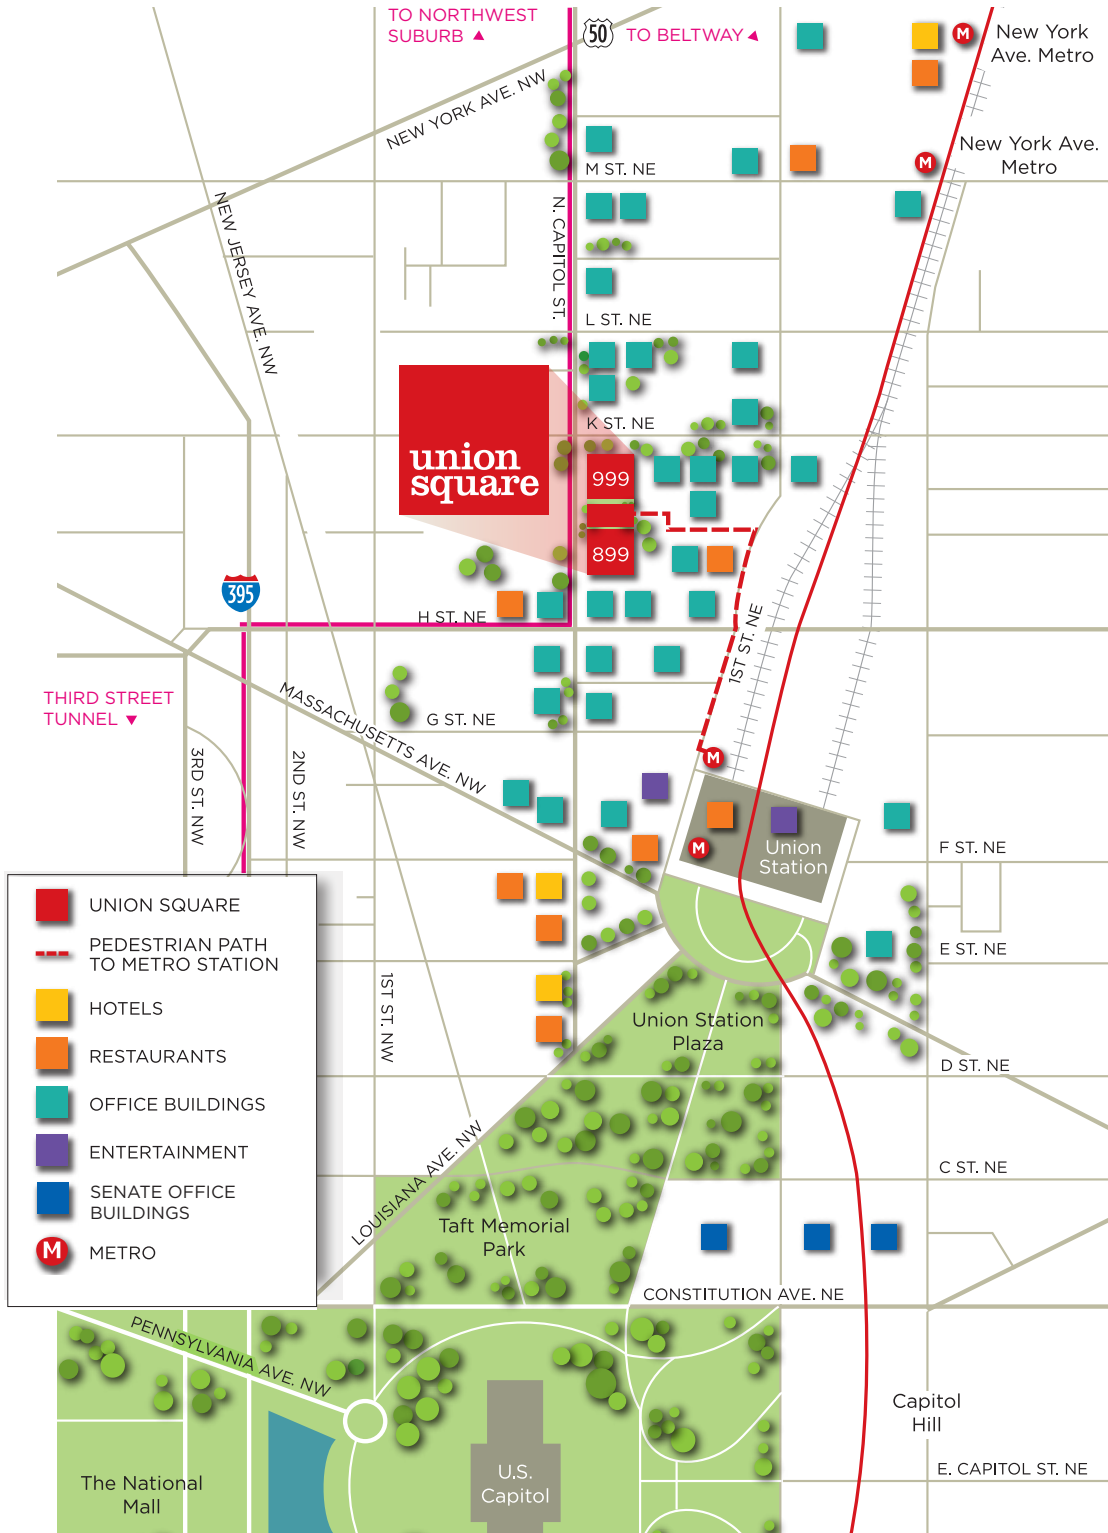 TO NORTHWEST
SUBURB ▲
50
TO BELTWAY ◀
M
New York
Ave. Metro
NEW YORK AVE. NW
M ST. NE
New York Ave.
Metro
M
NEW JERSEY AVE. NW
N. CAPITOL ST.
L ST. NE
K ST. NE
union
square
999
899
395
H ST. NE
1ST ST. NE
THIRD STREET
TUNNEL ▼
MASSACHUSETTS AVE. NW
G ST. NE
3RD ST. NW
2ND ST. NW
M
M
Union
Station
F ST. NE
UNION SQUARE
PEDESTRIAN PATH
TO METRO STATION
HOTELS
RESTAURANTS
OFFICE BUILDINGS
ENTERTAINMENT
SENATE OFFICE
BUILDINGS
M
METRO
E ST. NE
1ST ST. NW
Union Station
Plaza
D ST. NE
LOUISIANA AVE. NW
C ST. NE
Taft Memorial
Park
CONSTITUTION AVE. NE
PENNSYLVANIA AVE. NW
Capitol
Hill
The National
Mall
U.S.
Capitol
E. CAPITOL ST. NE